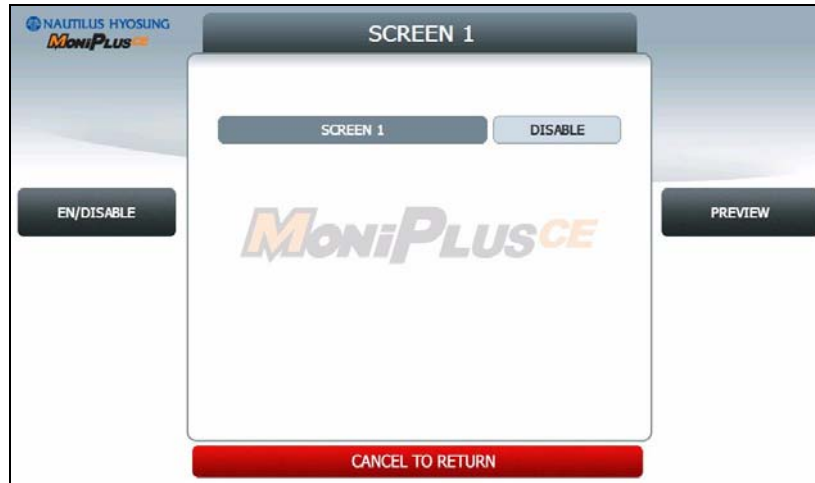 NAUTILUS HYOSUNG
MONiPLUSCE
SCREEN 1
SCREEN 1 DISABLE
EN/DISABLE
PREVIEW
MONiPLUSCE
CANCEL TO RETURN